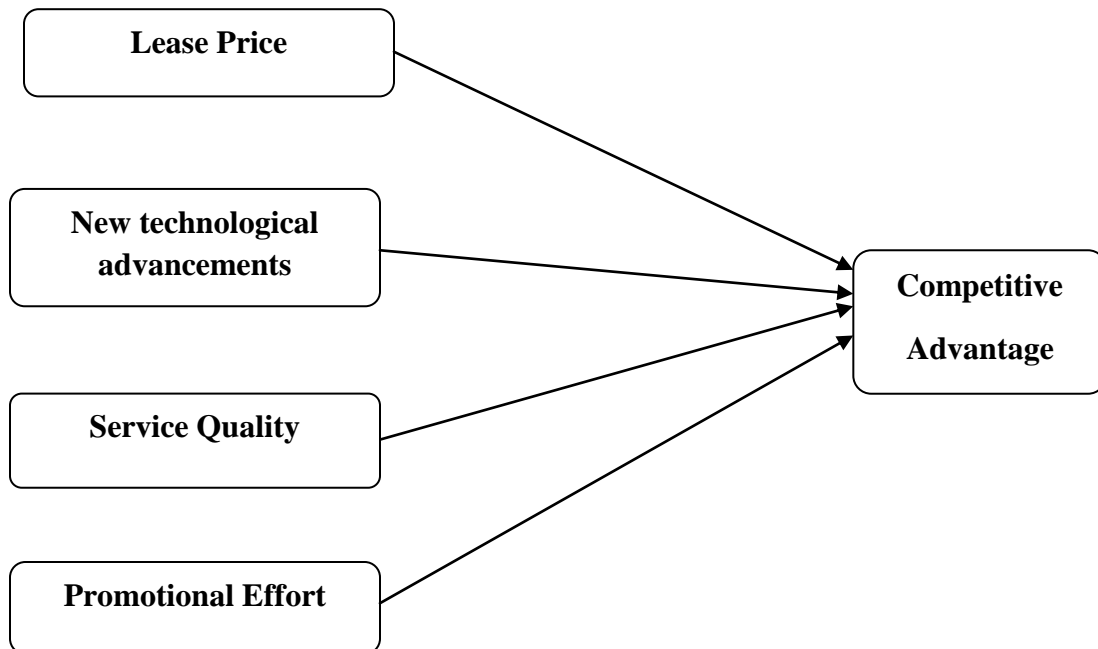 Lease Price
New technological
advancements
Competitive
Advantage
Service Quality
Promotional Effort